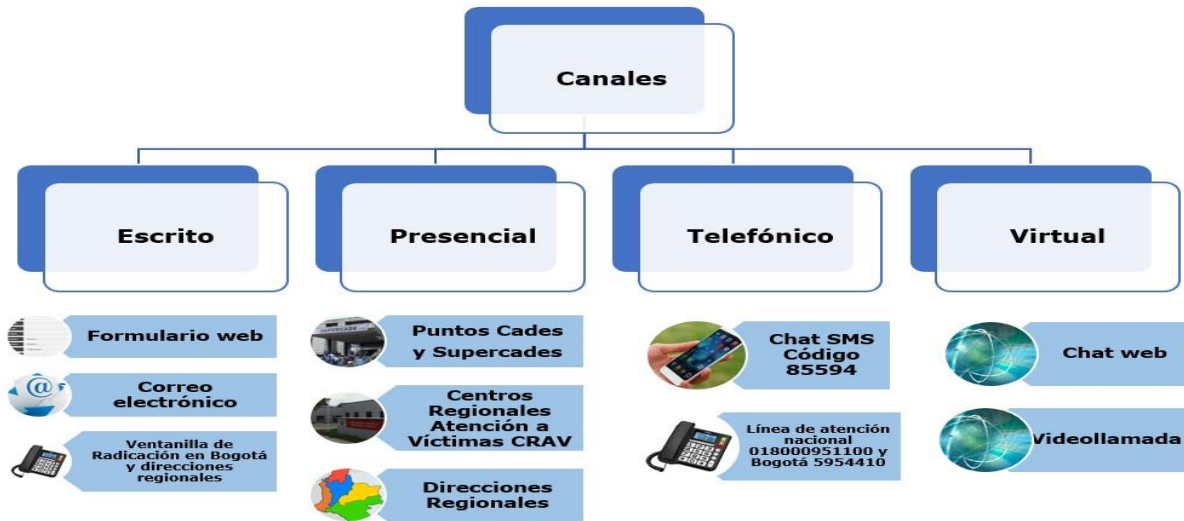 Canales
Escrito
Presencial
Telefónico
Virtual
Formulario web
Correo
electrónico
Ventanilla de
Radicación en Bogotá
y direcciones
regionales
SUPERCADE
Puntos Cades
y Supercades
Centros
Regionales
Atención a
Víctimas CRAV
Direcciones
Regionales
Chat SMS
Código
85594
Línea de atención
nacional
018000951100 y
Bogotá 5954410
Chat web
Videollamada